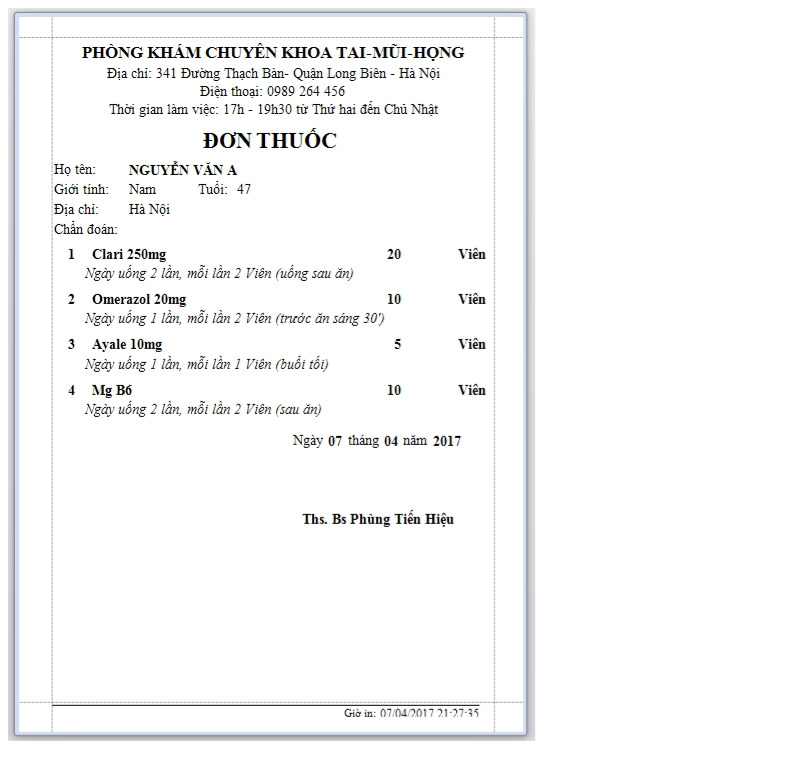 PHÒNG KHÁM CHUYÊN KHOA TAI-MŨI-HỌNG
Địa chỉ: 341 Đường Thạch Bàn- Quận Long Biên - Hà Nội
Điện thoại: 0989 264 456
Thời gian làm việc: 17h - 19h30 từ Thứ hai đến Chủ Nhật
ĐƠN THUỐC
Họ tên: NGUYỄN VĂN A
Giới tính: Nam Tuổi: 47
Địa chỉ: Hà Nội
Chẩn đoán:
1 Clari 250mg 20 Viên
Ngày uống 2 lần, mỗi lần 2 Viên (uống sau ăn)
2 Omerazol 20mg 10 Viên
Ngày uống 1 lần, mỗi lần 2 Viên (trước ăn sáng 30')
3 Ayale 10mg 5 Viên
Ngày uống 1 lần, mỗi lần 1 Viên (buổi tối)
4 Mg B6 10 Viên
Ngày uống 2 lần, mỗi lần 2 Viên (sau ăn)
Ngày 07 tháng 04 năm 2017
Ths. Bs Phùng Tiến Hiệu
Giờ in: 07/04/2017 21:27:35